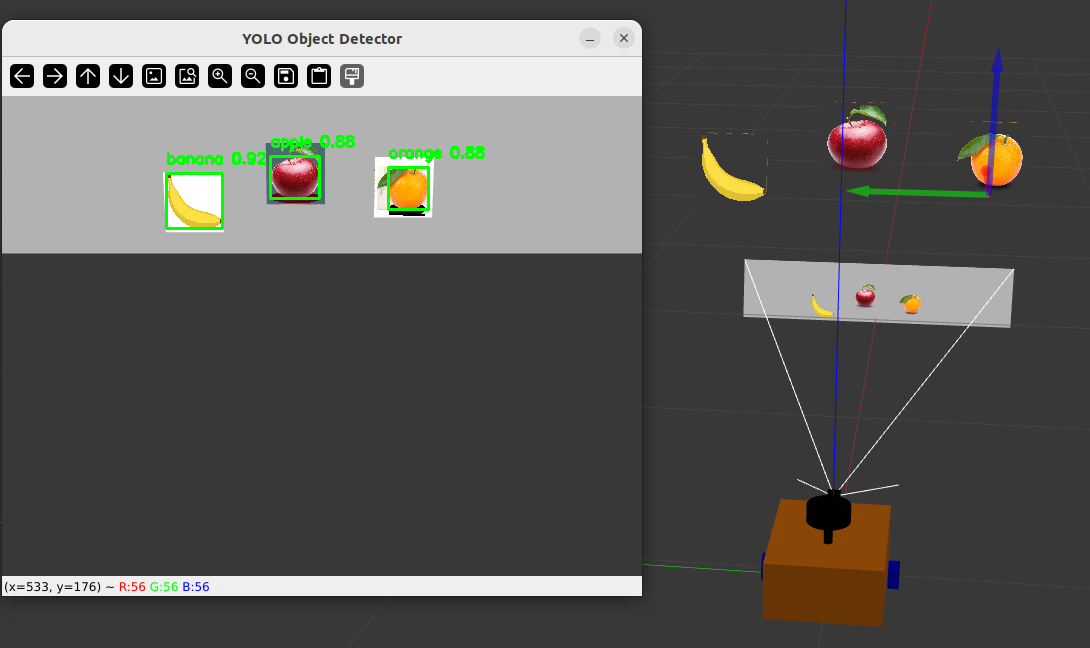 YOLO Object Detector
apple 0.88
banana 0.92
orange 0.88
(x=533, y=176) ~ R:56 G:56 B:56